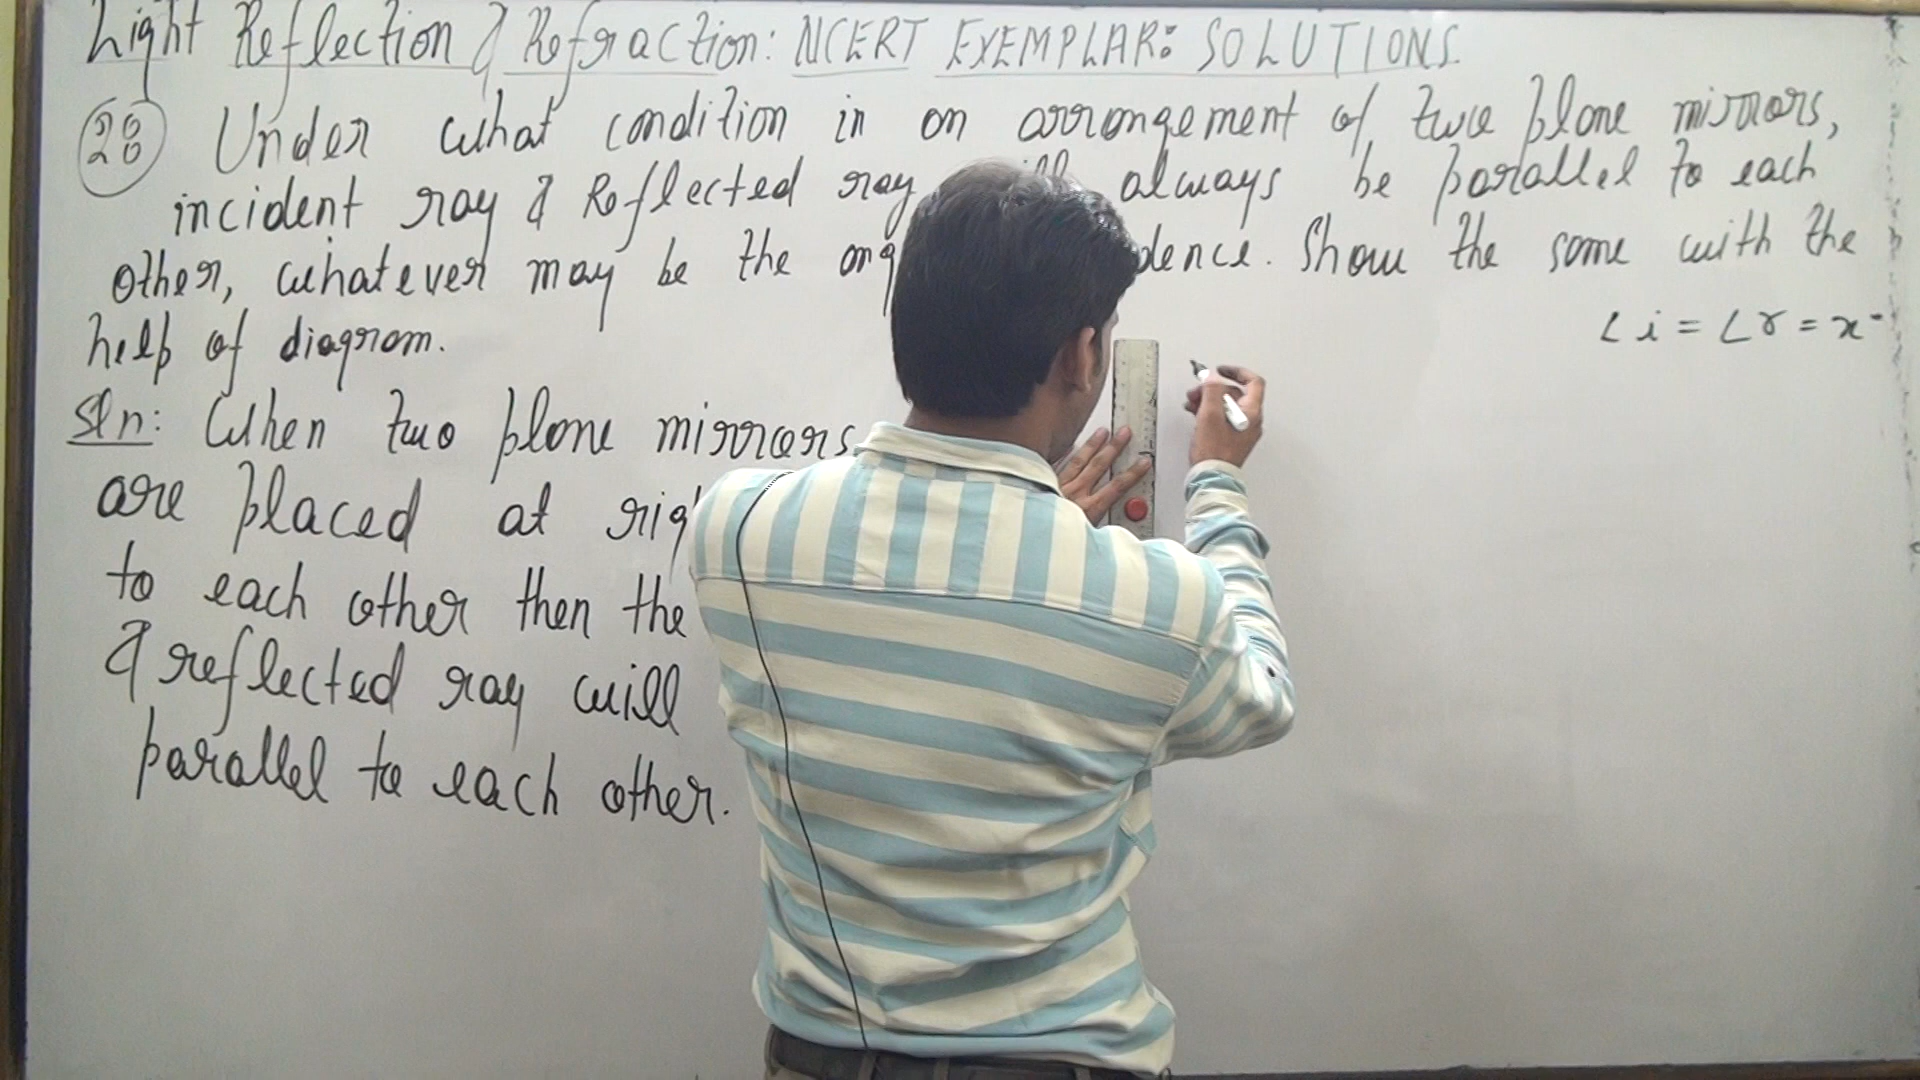 Light Reflection & Refraction: NCERT EXEMPLAR: SOLUTIONS
Under what condition in an arrangement of two plane mirrors,
incident ray & Reflected ray always be parallel to each
other, whatever may be the Show the same with the
help of diagram.
∠i = ∠r = x
Sln: When two plane mirrors
are placed at
to each other then the
& reflected ray will
parallel to each other.